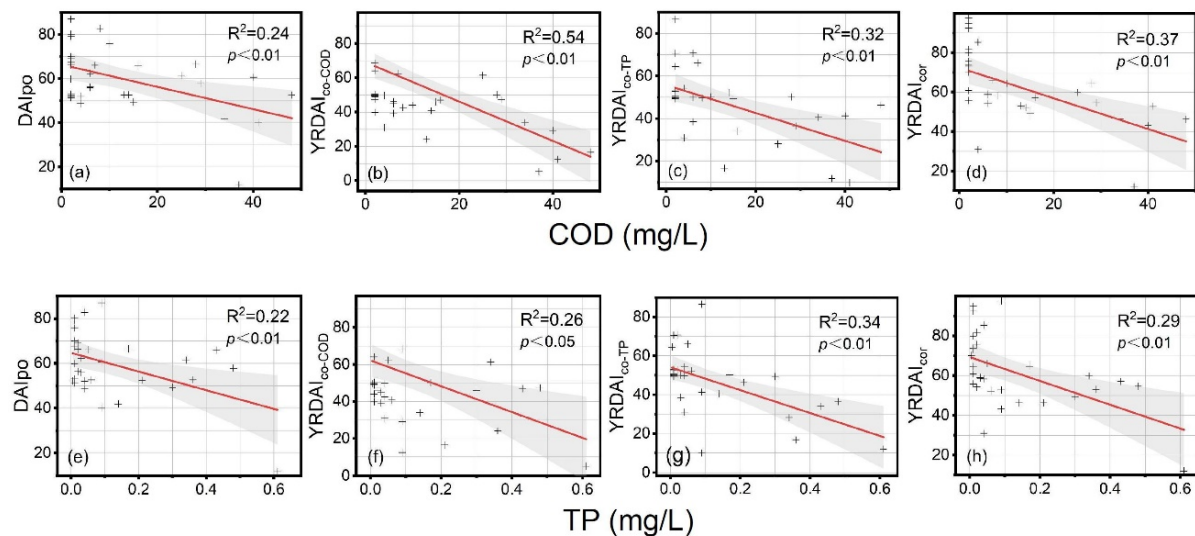 R²=0.24
p<0.01
DAIpo
80
60
40
20
(a)
0 20 40
R²=0.54
p<0.01
YRDAIco-COD
100
80
60
40
20
0
(b)
0 20 40
R²=0.32
p<0.01
YRDAIco-TP
80
60
40
20
(c)
0 20 40
R²=0.37
p<0.01
YRDAIcor
80
60
40
20
(d)
0 20 40
COD (mg/L)
R²=0.22
p<0.01
DAIpo
80
60
40
20
(e)
0.0 0.2 0.4 0.6
R²=0.26
p<0.05
YRDAIco-COD
100
80
60
40
20
0
(f)
0.0 0.2 0.4 0.6
R²=0.34
p<0.01
YRDAIco-TP
80
60
40
20
0
(g)
0.0 0.2 0.4 0.6
R²=0.29
p<0.01
YRDAIcor
80
60
40
20
(h)
0.0 0.2 0.4 0.6
TP (mg/L)